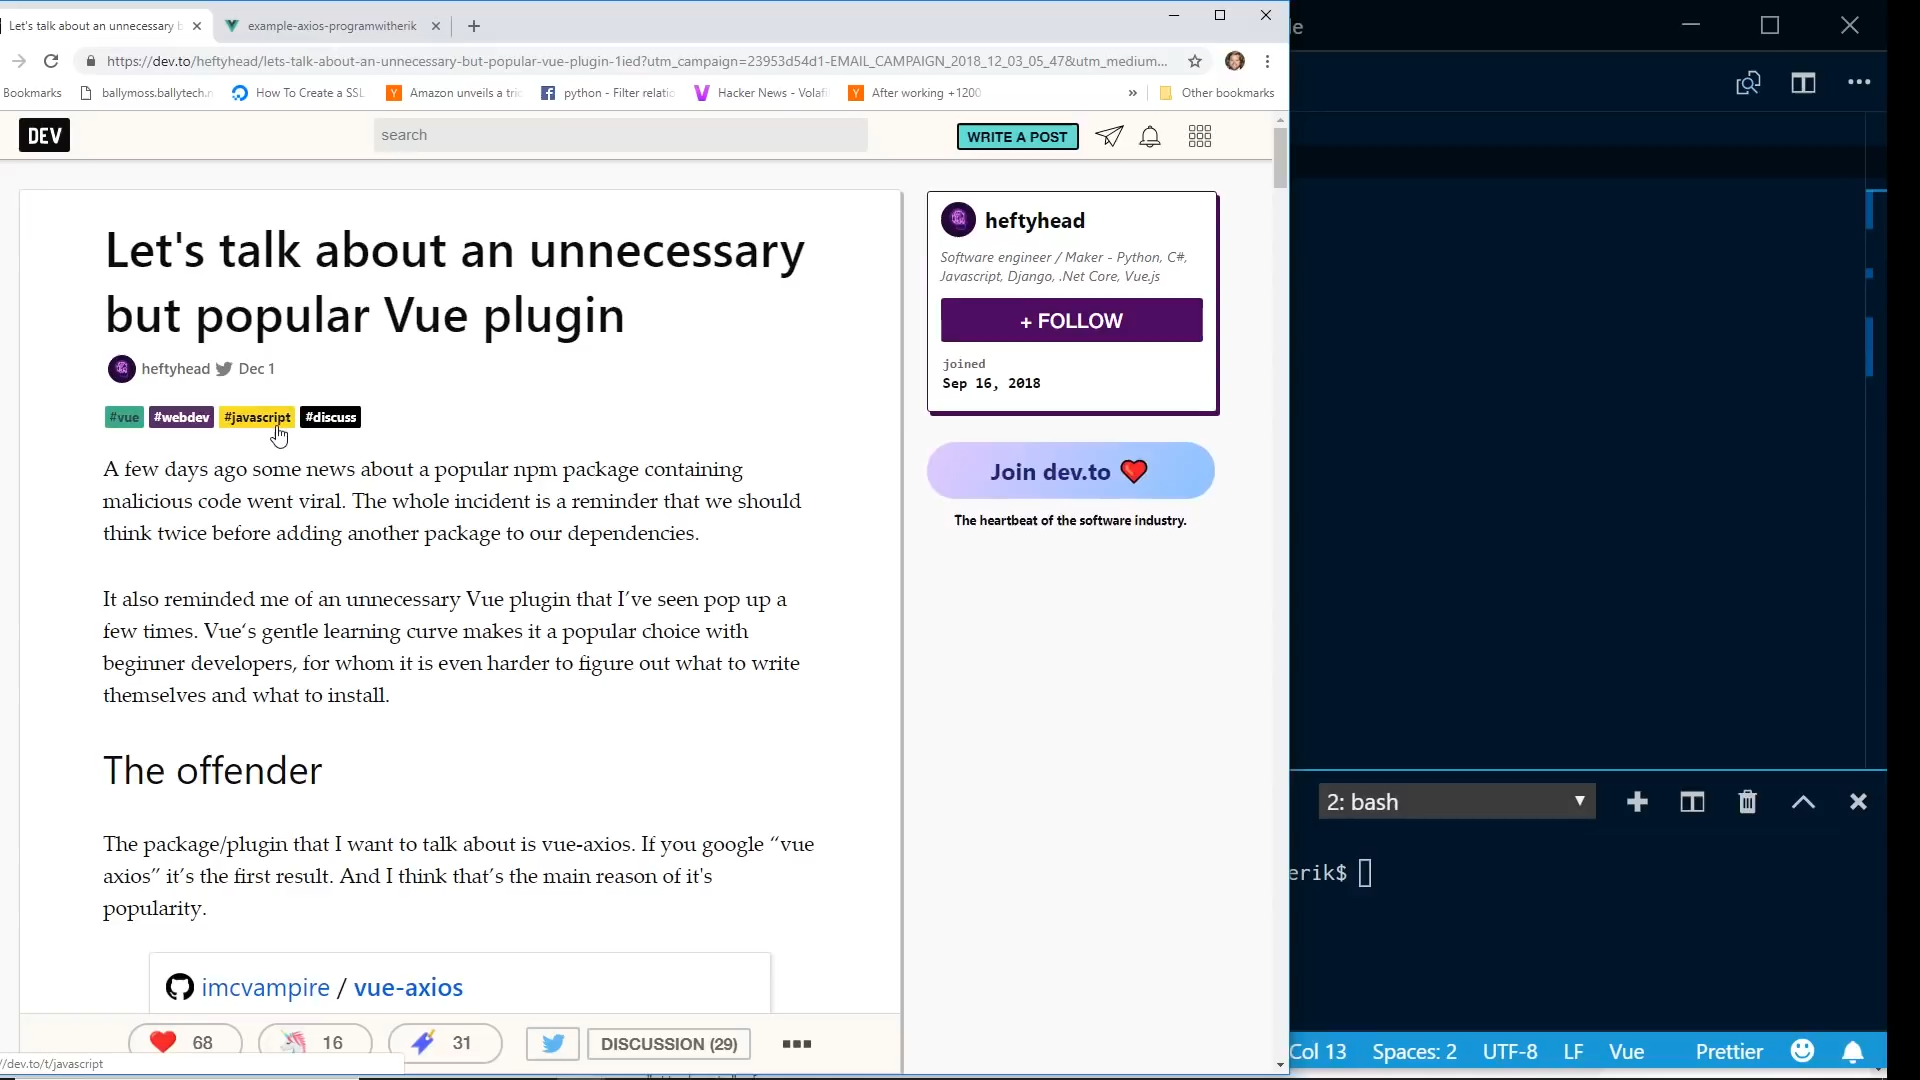 Let's talk about an unnecessary b
example-axios-programwitherik
https://dev.to/heftyhead/lets-talk-about-an-unnecessary-but-popular-vue-plugin-1ied?utm_campaign=23953d54d1-EMAIL_CAMPAIGN_2018_12_03_05_47&utm_medium...
Bookmarks
ballymoss.ballytech.n
How To Create a SSL
Amazon unveils a tri
python - Filter relatio
Hacker News - Volafi
After working +1200
»
Other bookmarks
DEV
search
WRITE A POST
Let's talk about an unnecessary
but popular Vue plugin
heftyhead Dec 1
#vue #webdev #javascript #discuss
A few days ago some news about a popular npm package containing
malicious code went viral. The whole incident is a reminder that we should
think twice before adding another package to our dependencies.
It also reminded me of an unnecessary Vue plugin that I’ve seen pop up a
few times. Vue‘s gentle learning curve makes it a popular choice with
beginner developers, for whom it is even harder to figure out what to write
themselves and what to install.
The offender
The package/plugin that I want to talk about is vue-axios. If you google “vue
axios” it’s the first result. And I think that’s the main reason of it's
popularity.
imcvampire / vue-axios
68
16
31
DISCUSSION (29)
//dev.to/t/javascript
heftyhead
Software engineer / Maker - Python, C#,
Javascript, Django, .Net Core, Vue.js
+ FOLLOW
joined
Sep 16, 2018
Join dev.to
The heartbeat of the software industry.
de
2: bash
erik$
Col 13
Spaces: 2
UTF-8
LF
Vue
Prettier